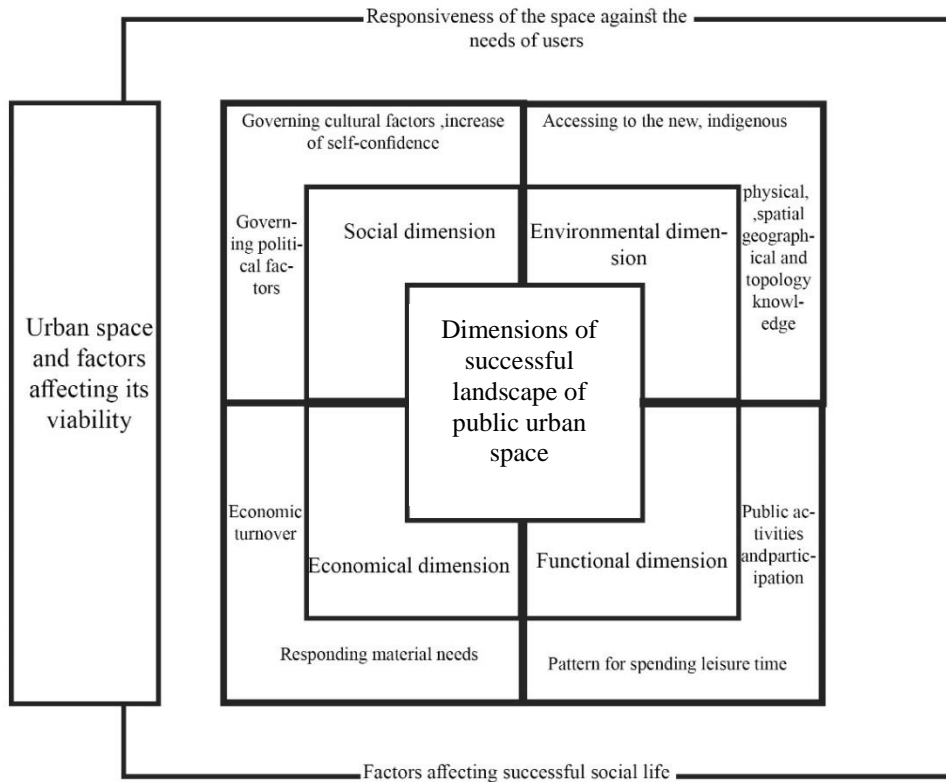 Responsiveness of the space against the
needs of users
Governing cultural factors ,increase
of self-confidence
Accessing to the new, indigenous
physical,
,spatial
geograph-
ical and
topology
knowl-
edge
Govern-
ing politi-
cal fac-
tors
Social dimension
Environmental dimen-
sion
Urban space
and factors
affecting its
viability
Dimensions of
successful
landscape of
public urban
space
Economic
turnover
Economical dimension
Functional dimension
Public ac-
tivities
andpartic-
ipation
Responding material needs
Pattern for spending leisure time
Factors affecting successful social life